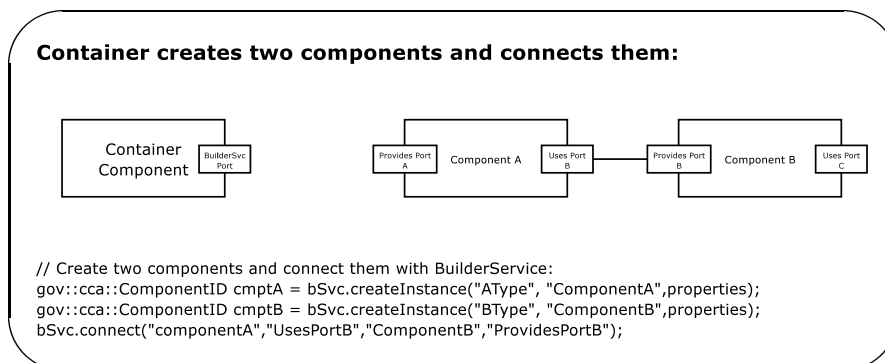 Container creates two components and connects them:
Container
Component
BuilderSvc
Port
Provides Port
A
Component A
Uses Port
B
Provides Port
B
Component B
Uses Port
C
// Create two components and connect them with BuilderService:
gov::cca::ComponentID cmptA = bSvc.createInstance("AType", "ComponentA",properties);
gov::cca::ComponentID cmptB = bSvc.createInstance("BType", "ComponentB",properties);
bSvc.connect("componentA","UsesPortB","ComponentB","ProvidesPortB");